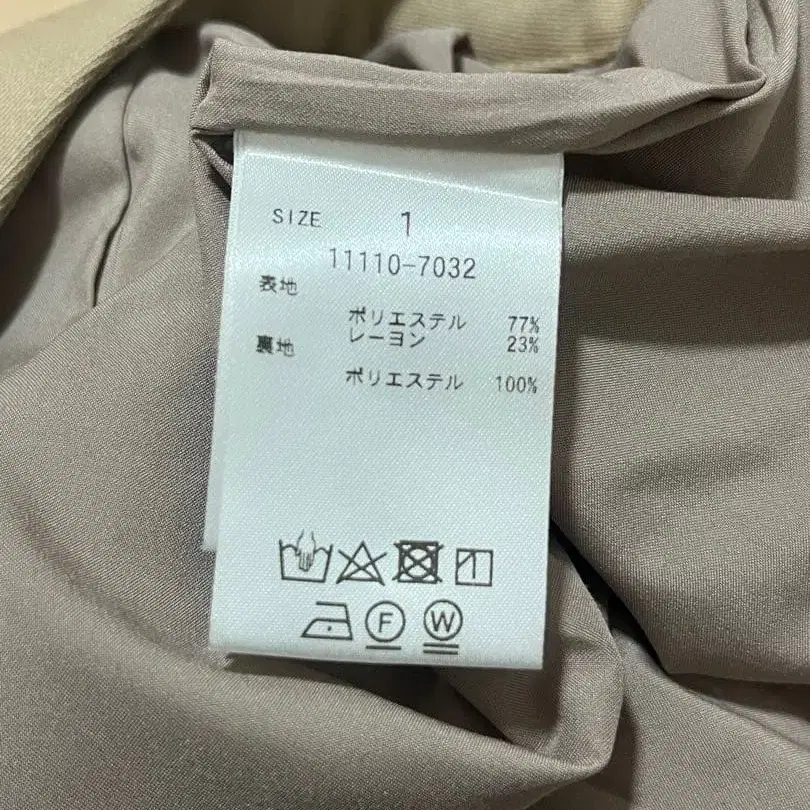 SIZE 1
11110-7032
表地
ポリエステル 77%
レーヨン 23%
裏地
ポリエステル 100%
F W